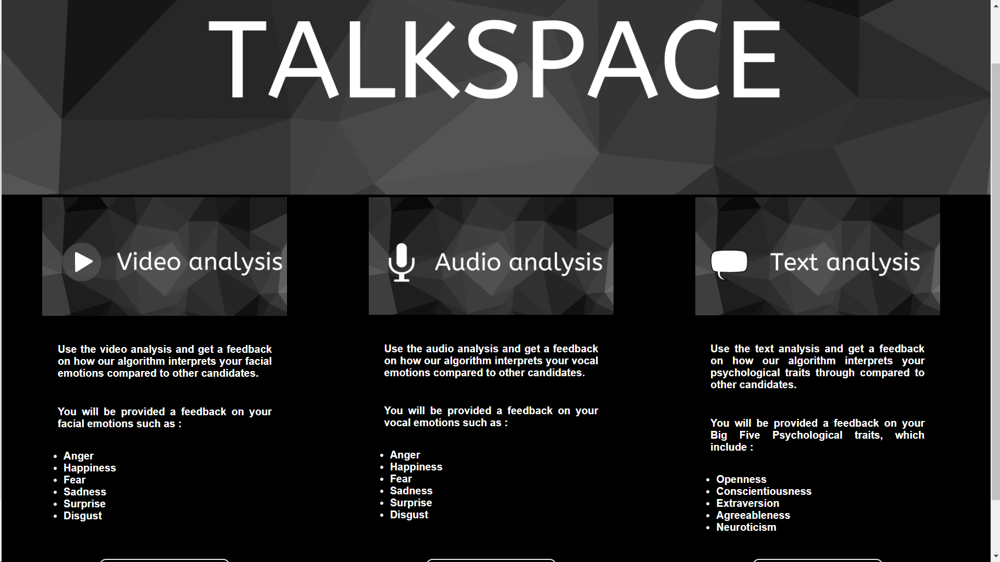 TALKSPACE
Video analysis
Use the video analysis and get a feedback
on how our algorithm interprets your facial
emotions compared to other candidates.
You will be provided a feedback on your
facial emotions such as :
Anger
Happiness
Fear
Sadness
Surprise
Disgust
Audio analysis
Use the audio analysis and get a feedback
on how our algorithm interprets your vocal
emotions compared to other candidates.
You will be provided a feedback on your
vocal emotions such as :
Anger
Happiness
Fear
Sadness
Surprise
Disgust
Text analysis
Use the text analysis and get a feedback
on how our algorithm interprets your
psychological traits through compared to
other candidates.
You will be provided a feedback on your
Big Five Psychological traits, which
include :
Openness
Conscientiousness
Extraversion
Agreeableness
Neuroticism